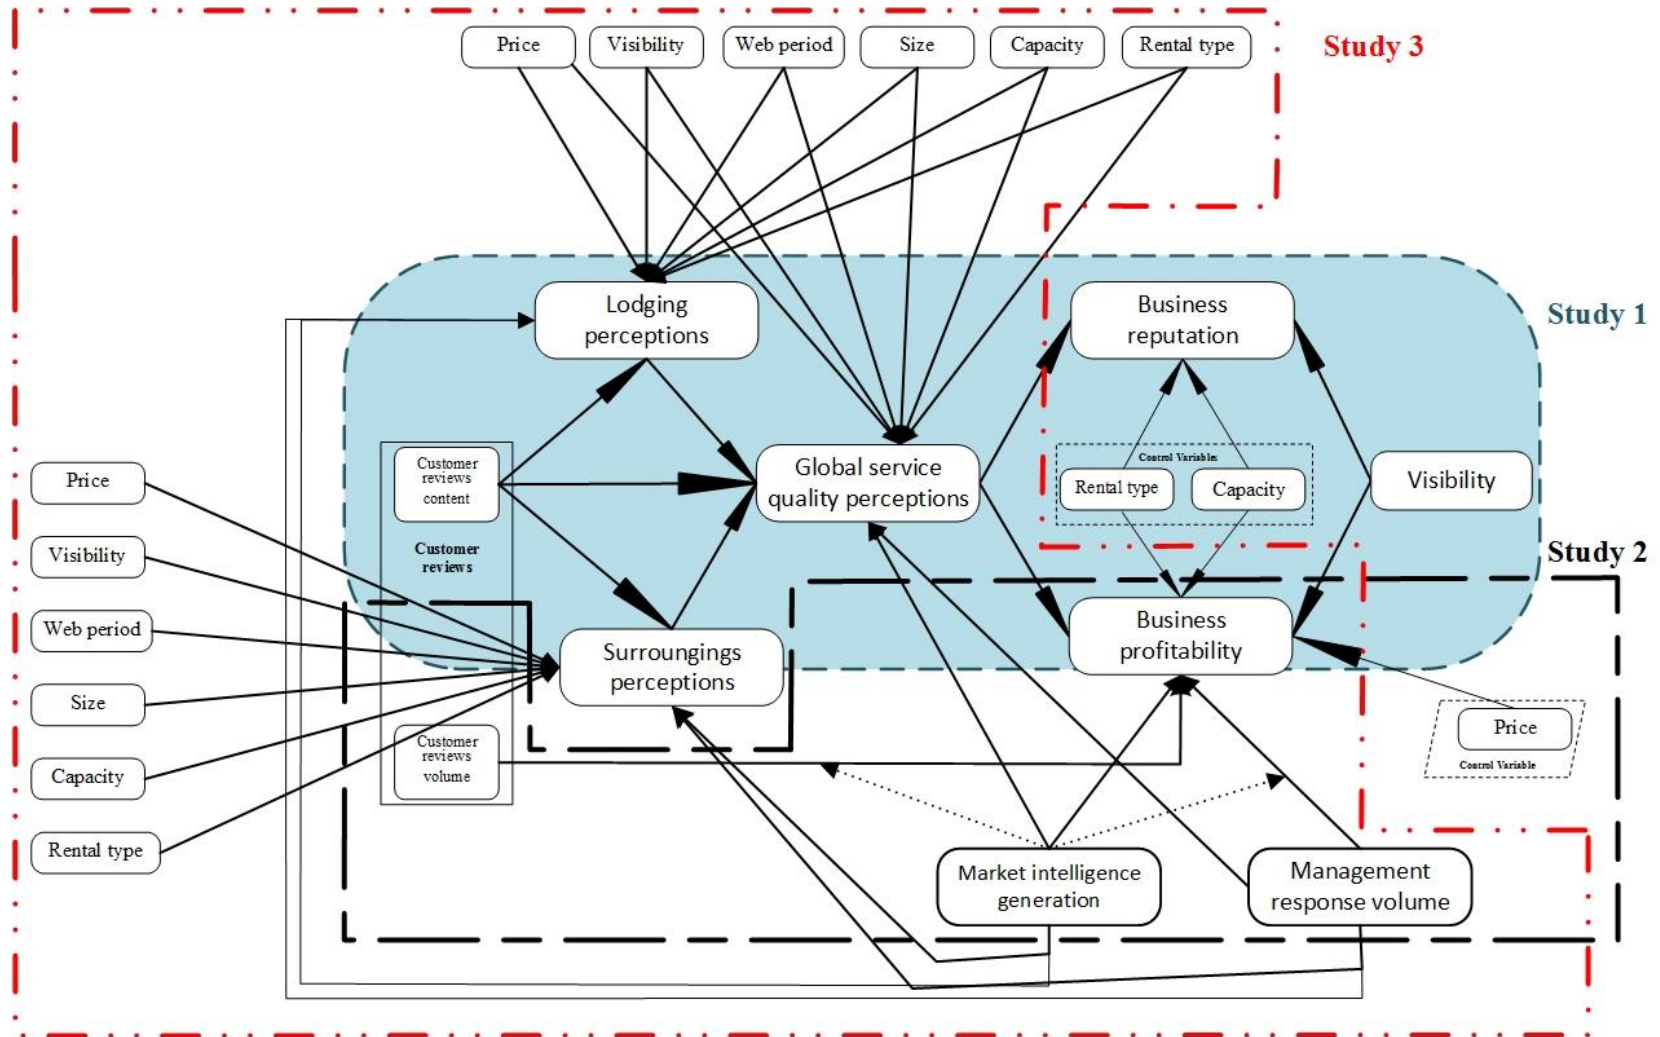 Price
Visibility
Web period
Size
Capacity
Rental type
Study 3
Lodging
perceptions
Business
reputation
Study 1
Customer
reviews
content
Global service
quality perceptions
Control Variables
Rental type
Capacity
Visibility
Price
Visibility
Web period
Size
Capacity
Rental type
Customer
reviews
Study 2
Surroungings
perceptions
Business
profitability
Customer
reviews
volume
Price
Control Variable
Market intelligence
generation
Management
response volume